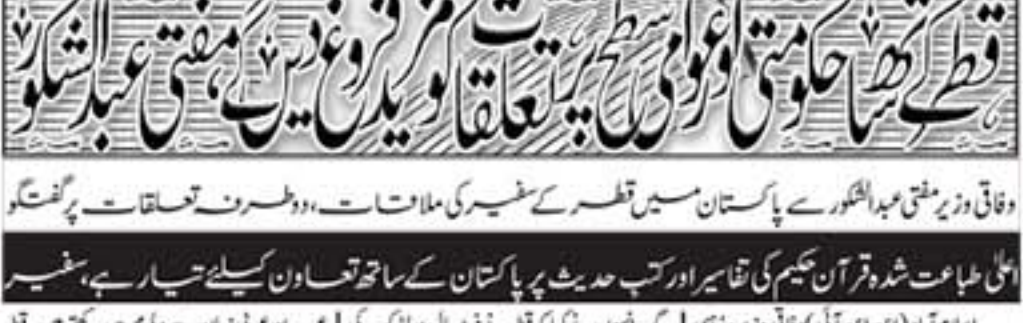 قطر کے ساتھ حکومتی اور عوامی سطح پر تعلقات کو مزید فروغ دیں گے، مفتی عبدالشکور
وفاقی وزیر مفتی عبدالشکور سے پاکستان میں قطر کے سفیر کی ملاقات، دوطرفہ تعلقات پر گفتگو
اعلیٰ طباعت شدہ قرآن حکیم کی تفاسیر اور کتب حدیث پر پاکستان کے ساتھ تعاون کیلئے تیار ہے، سفیر